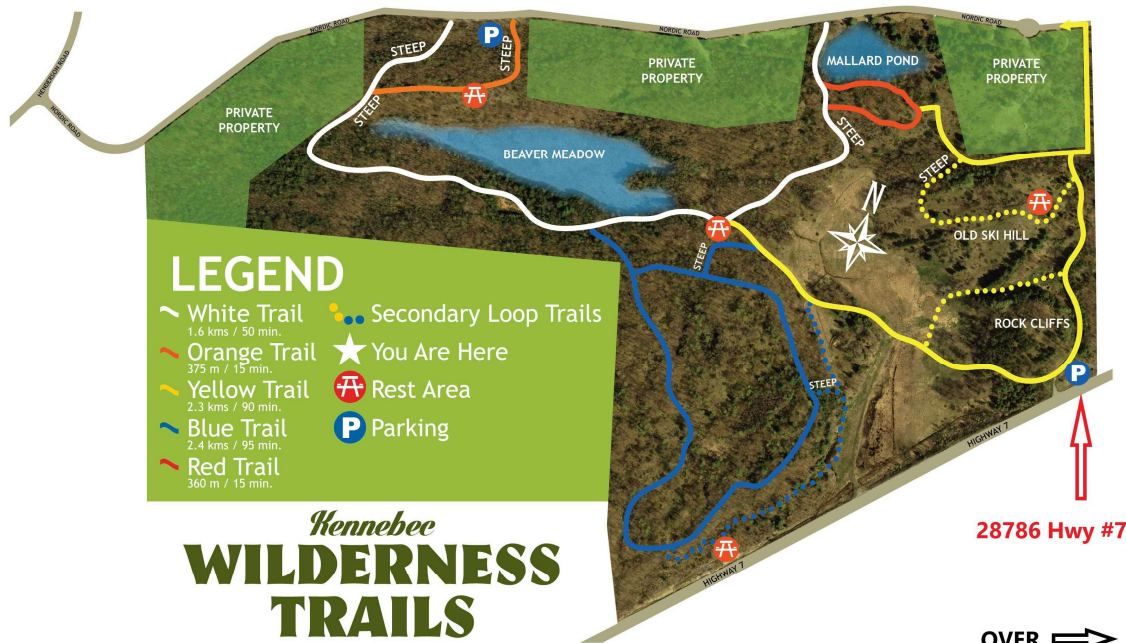 HENDERSON ROAD
NORDIC ROAD
NORDIC ROAD
NORDIC ROAD
NORDIC ROAD
P
STEEP
STEEP
STEEP
PRIVATE
PROPERTY
PRIVATE
PROPERTY
MALLARD POND
PRIVATE
PROPERTY
STEEP
BEAVER MEADOW
STEEP
N
OLD SKI HILL
STEEP
ROCK CLIFFS
STEEP
P
HIGHWAY 7
HIGHWAY 7
28786 Hwy #7
LEGEND
White Trail
1.6 kms / 50 min.
Orange Trail
375 m / 15 min.
Yellow Trail
2.3 kms / 90 min.
Blue Trail
2.4 kms / 95 min.
Red Trail
360 m / 15 min.
Secondary Loop Trails
You Are Here
Rest Area
P Parking
Kennebec
WILDERNESS
TRAILS
OVER